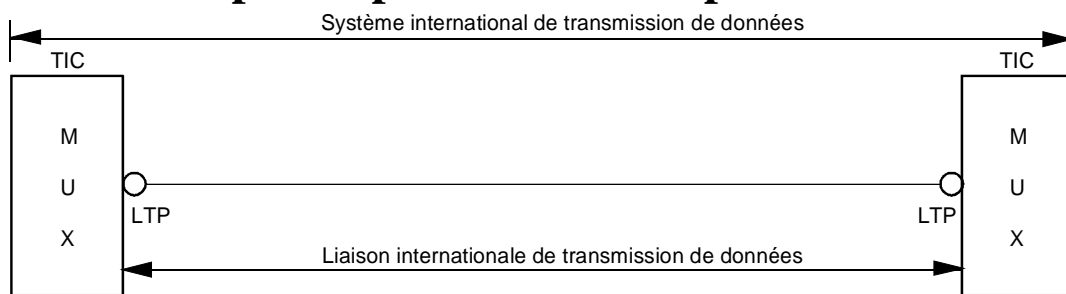 Système international de transmission de données
TIC TIC
M M
U U
LTP LTP
X X
Liaison internationale de transmission de données